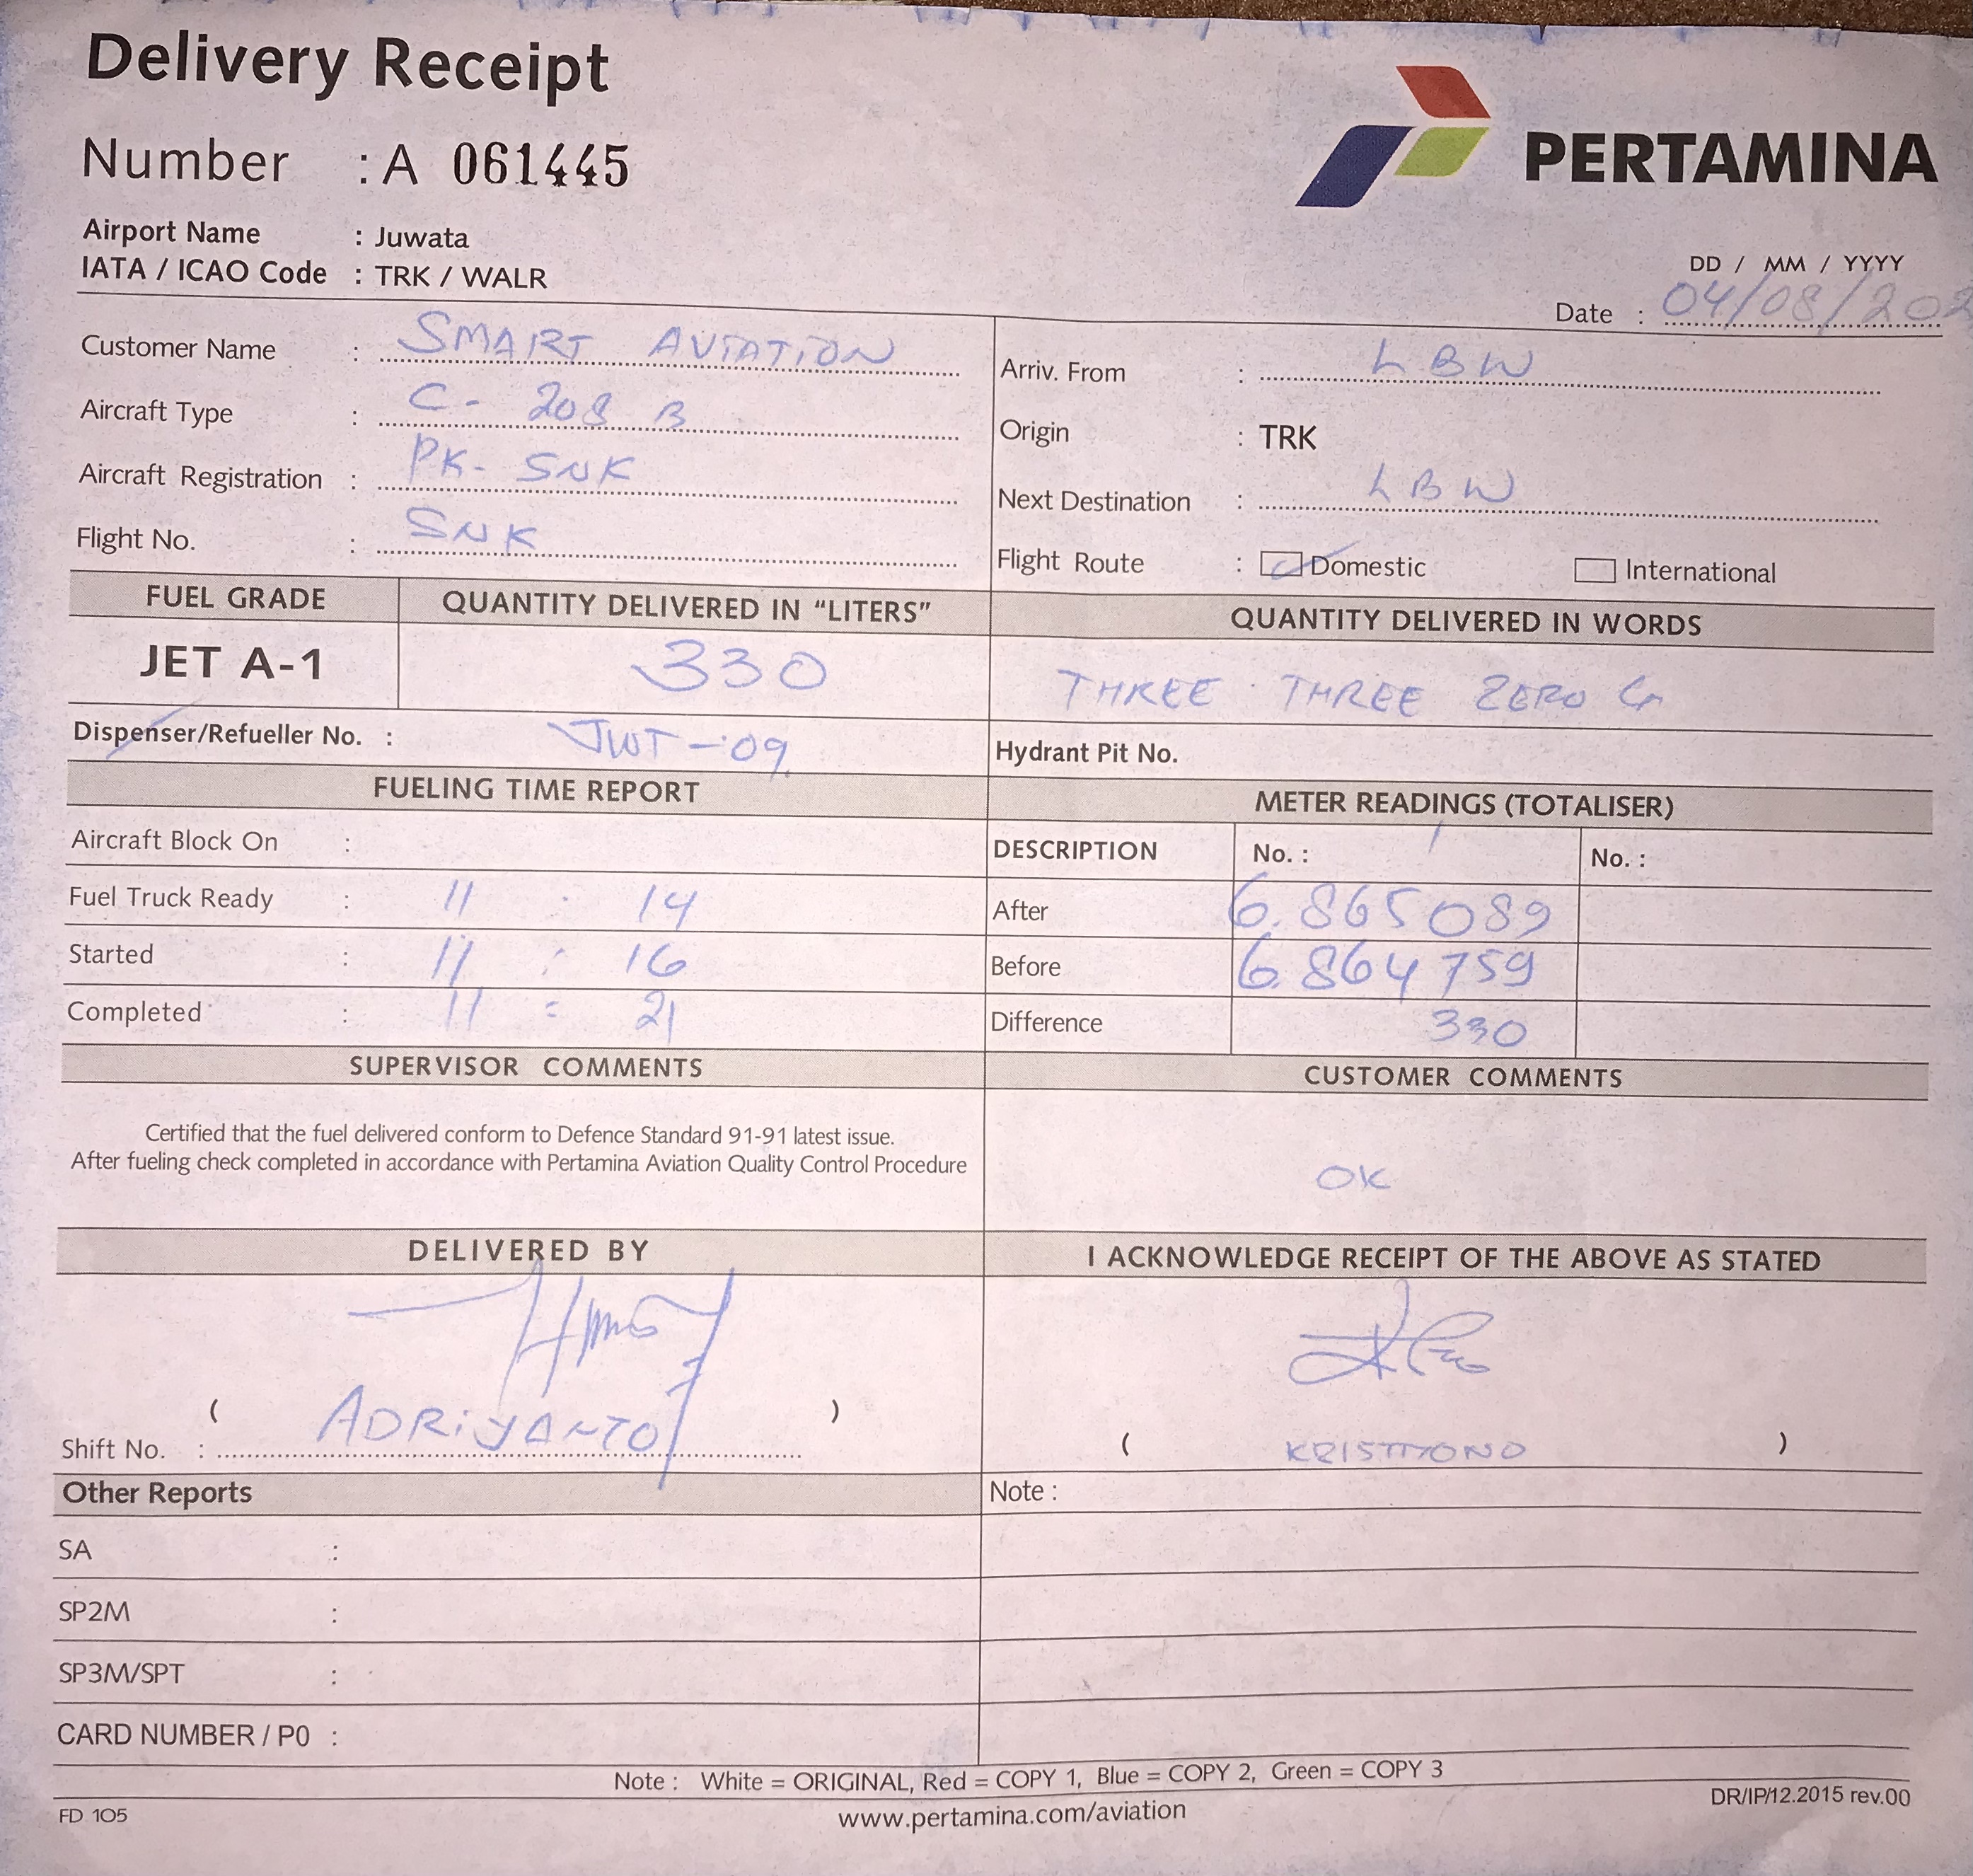 Delivery Receipt
PERTAMINA
Number : A 061445
Airport Name : Juwata
IATA / ICAO Code : TRK / WALR
DD / MM / YYYY
Date : 04/08/202
Customer Name : SMART AVIATION
Arriv. From : LBW
Aircraft Type : C- 208 B
Origin : TRK
Aircraft Registration : PK- SNK
Next Destination : LBW
Flight No. : SNK
Flight Route : Domestic International
FUEL GRADE QUANTITY DELIVERED IN "LITERS" QUANTITY DELIVERED IN WORDS
JET A-1 330 THREE THREE ZERO
Dispenser/Refueller No. : JWT-09 Hydrant Pit No.
FUELING TIME REPORT METER READINGS (TOTALISER)
Aircraft Block On : DESCRIPTION No. : No. :
Fuel Truck Ready : 11 : 14 After 6.865089
Started : 11 : 16 Before 6.864759
Completed : 11 : 21 Difference 330
SUPERVISOR COMMENTS CUSTOMER COMMENTS
Certified that the fuel delivered conform to Defence Standard 91-91 latest issue.
After fueling check completed in accordance with Pertamina Aviation Quality Control Procedure
OK
DELIVERED BY I ACKNOWLEDGE RECEIPT OF THE ABOVE AS STATED
( ADRIYANTO )
Shift No. :
( KRISTIYONO )
Other Reports Note :
SA :
SP2M :
SP3M/SPT :
CARD NUMBER / P0 :
Note : White = ORIGINAL, Red = COPY 1, Blue = COPY 2, Green = COPY 3
FD 105 www.pertamina.com/aviation DR/IP/12.2015 rev.00